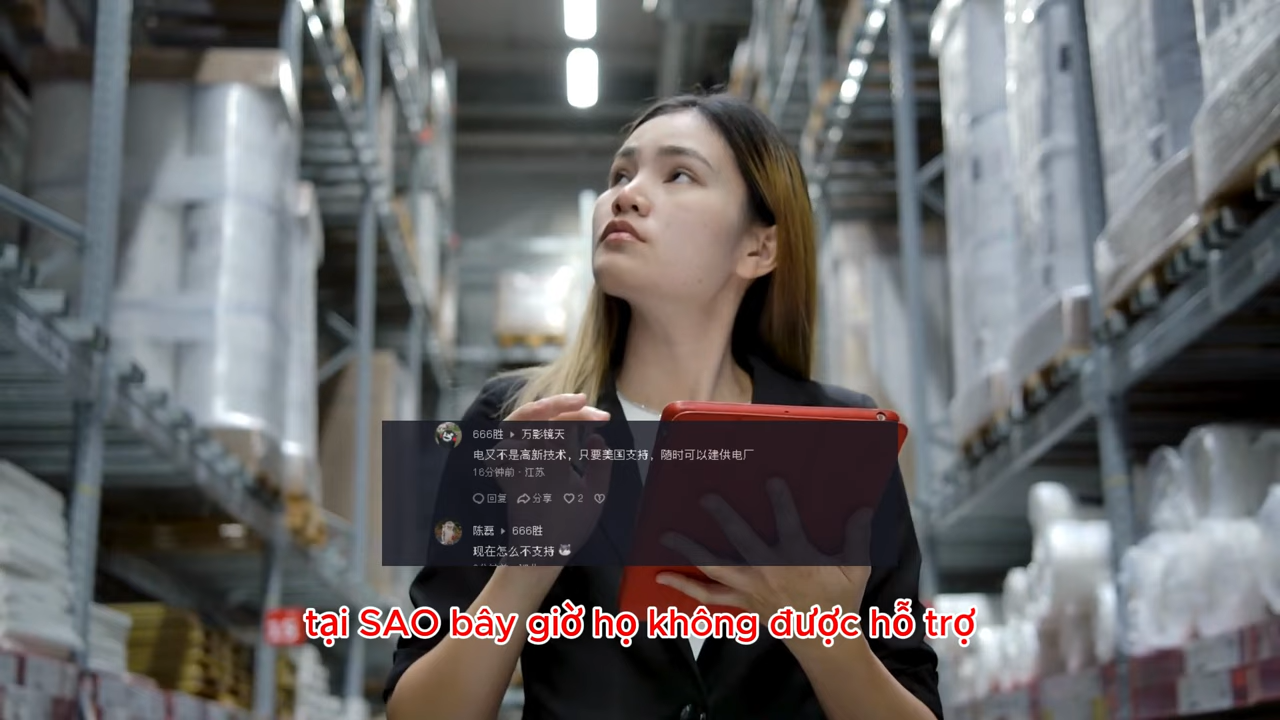 666胜 ▸ 万影镜天
电又不是高新技术，只要美国支持，随时可以建供电厂
16分钟前 · 江苏
回复 分享 2
陈磊 ▸ 666胜
现在怎么不支持
tại SAO bây giờ họ không được hỗ trợ